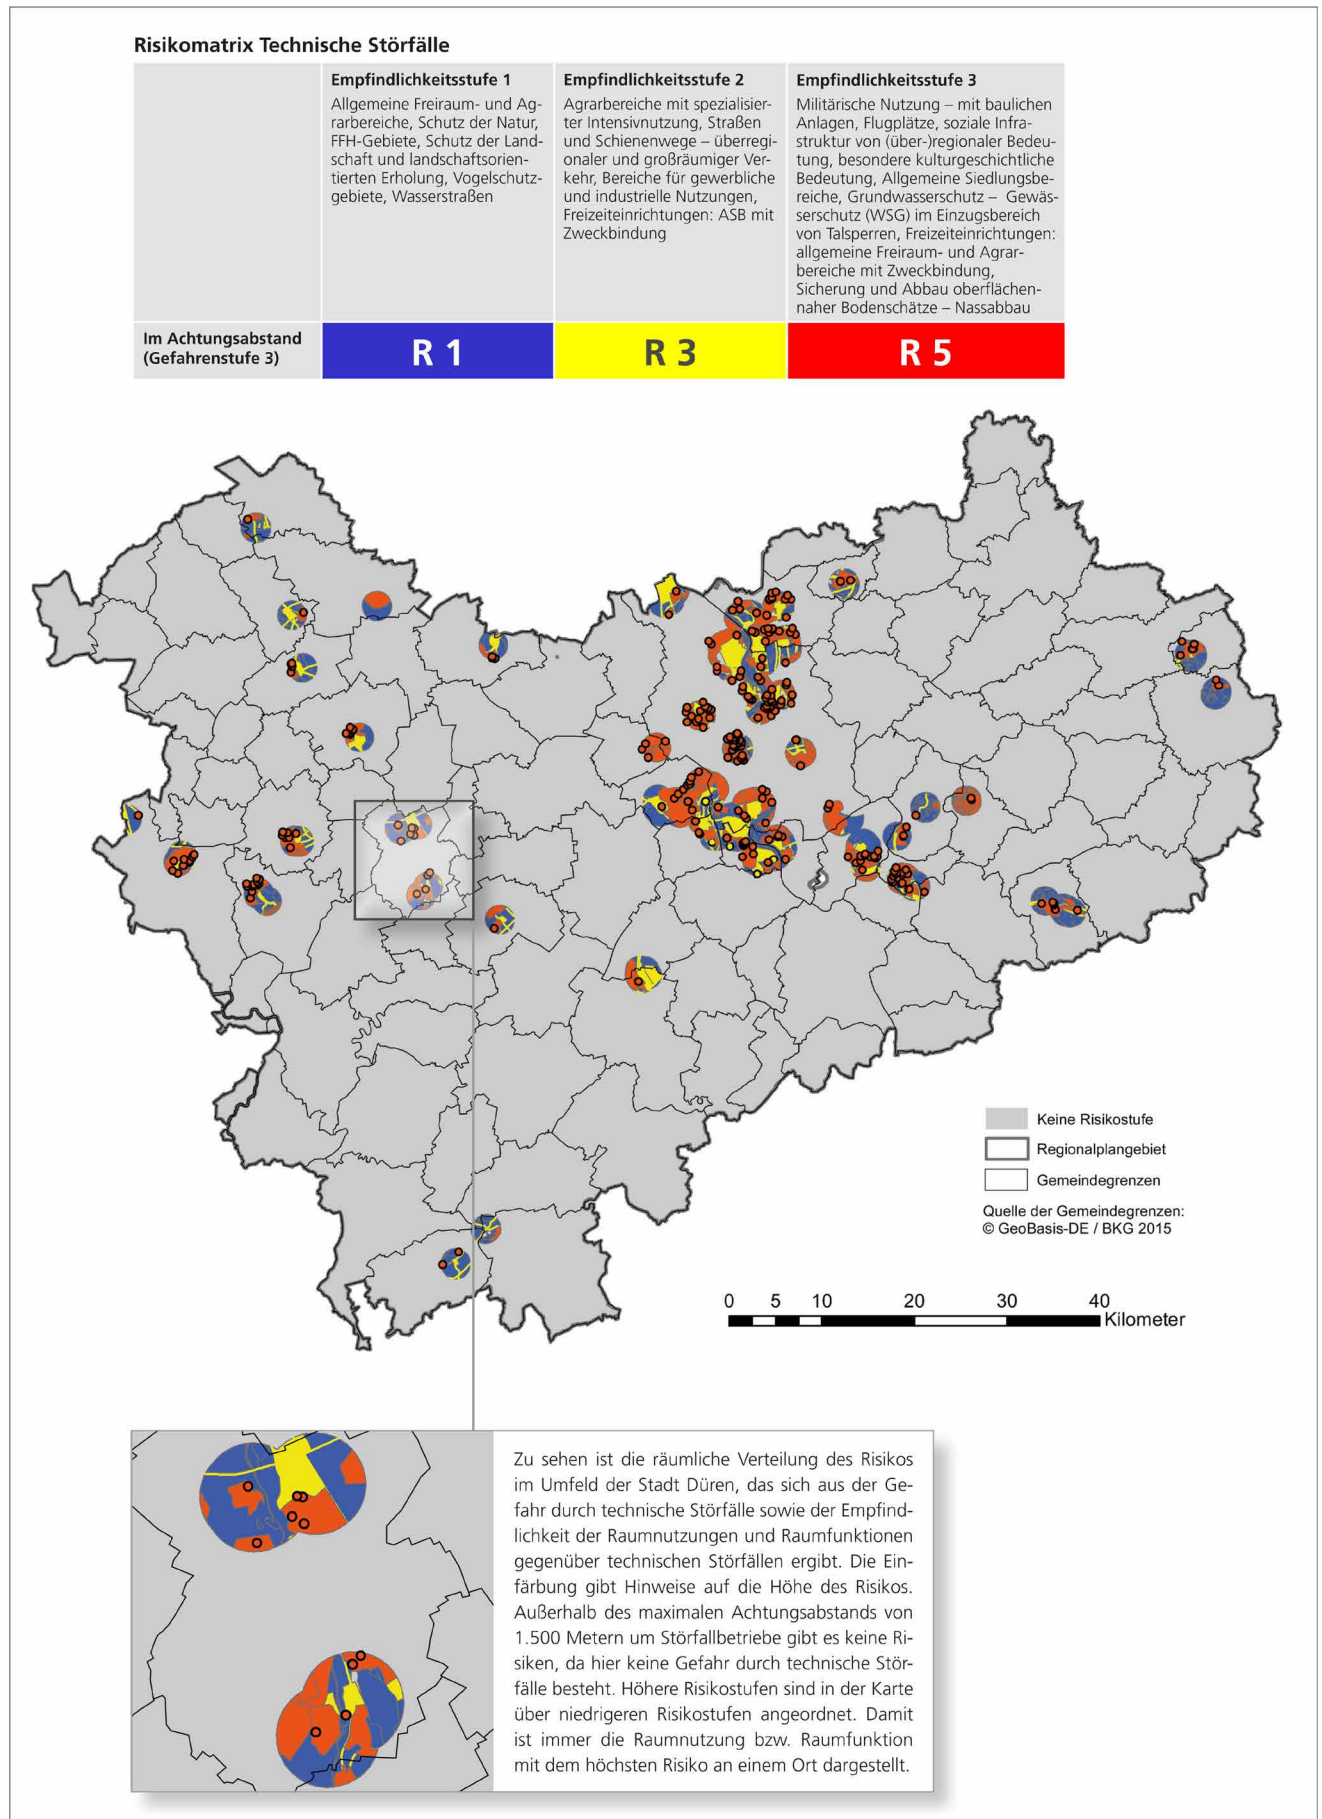 Risikomatrix Technische Störfälle
Empfindlichkeitsstufe 1
Allgemeine Freiraum- und Ag-
rarbereiche, Schutz der Natur,
FFH-Gebiete, Schutz der Land-
schaft und landschaftsorien-
tierten Erholung, Vogelschutz-
gebiete, Wasserstraßen
Empfindlichkeitsstufe 2
Agrarbereiche mit spezialisier-
ter Intensivnutzung, Straßen
und Schienenwege – überregi-
onaler und großräumiger Ver-
kehr, Bereiche für gewerbliche
und industrielle Nutzungen,
Freizeiteinrichtungen: ASB mit
Zweckbindung
Empfindlichkeitsstufe 3
Militärische Nutzung – mit baulichen
Anlagen, Flugplätze, soziale Infra-
struktur von (über-)regionaler Bedeu-
tung, besondere kulturgeschichtliche
Bedeutung, Allgemeine Siedlungsbe-
reiche, Grundwasserschutz – Gewäs-
serschutz (WSG) im Einzugsbereich
von Talsperren, Freizeiteinrichtungen:
allgemeine Freiraum- und Agrar-
bereiche mit Zweckbindung,
Sicherung und Abbau oberflächen-
naher Bodenschätze – Nassabbau
Im Achtungsabstand
(Gefahrenstufe 3)
R 1
R 3
R 5
Keine Risikostufe
Regionalplangebiet
Gemeindegrenzen
Quelle der Gemeindegrenzen:
© GeoBasis-DE / BKG 2015
0 5 10 20 30 40
Kilometer
Zu sehen ist die räumliche Verteilung des Risikos
im Umfeld der Stadt Düren, das sich aus der Ge-
fahr durch technische Störfälle sowie der Empfind-
lichkeit der Raumnutzungen und Raumfunktionen
gegenüber technischen Störfällen ergibt. Die Ein-
färbung gibt Hinweise auf die Höhe des Risikos.
Außerhalb des maximalen Achtungsabstands von
1.500 Metern um Störfallbetriebe gibt es keine Ri-
siken, da hier keine Gefahr durch technische Stör-
fälle besteht. Höhere Risikostufen sind in der Karte
über niedrigeren Risikostufen angeordnet. Damit
ist immer die Raumnutzung bzw. Raumfunktion
mit dem höchsten Risiko an einem Ort dargestellt.